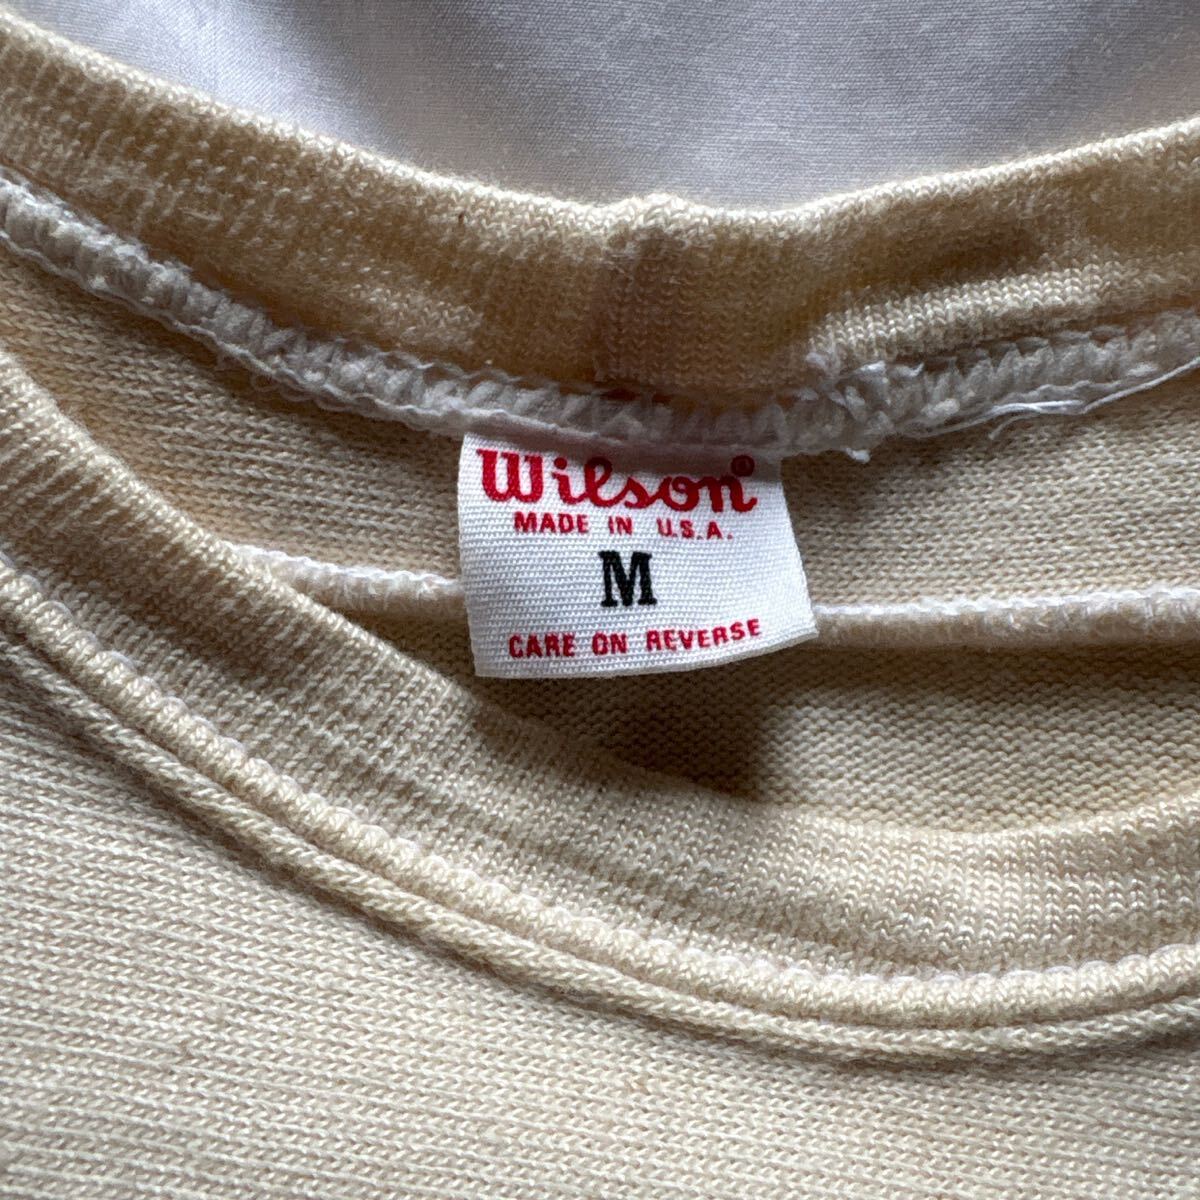 Wilson®
MADE IN U.S.A.
M
CARE ON REVERSE